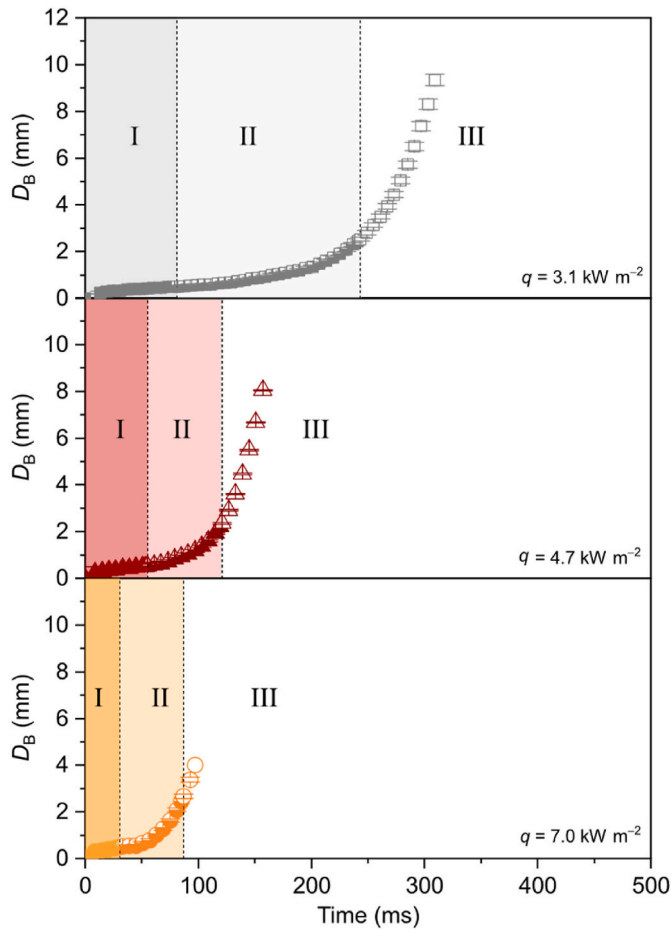 12
10
8
6
4
2
0
D_B (mm)
I
II
III
q = 3.1 kW m⁻²
10
8
6
4
2
0
D_B (mm)
I
II
III
q = 4.7 kW m⁻²
10
8
6
4
2
0
D_B (mm)
I
II
III
q = 7.0 kW m⁻²
0 100 200 300 400 500
Time (ms)